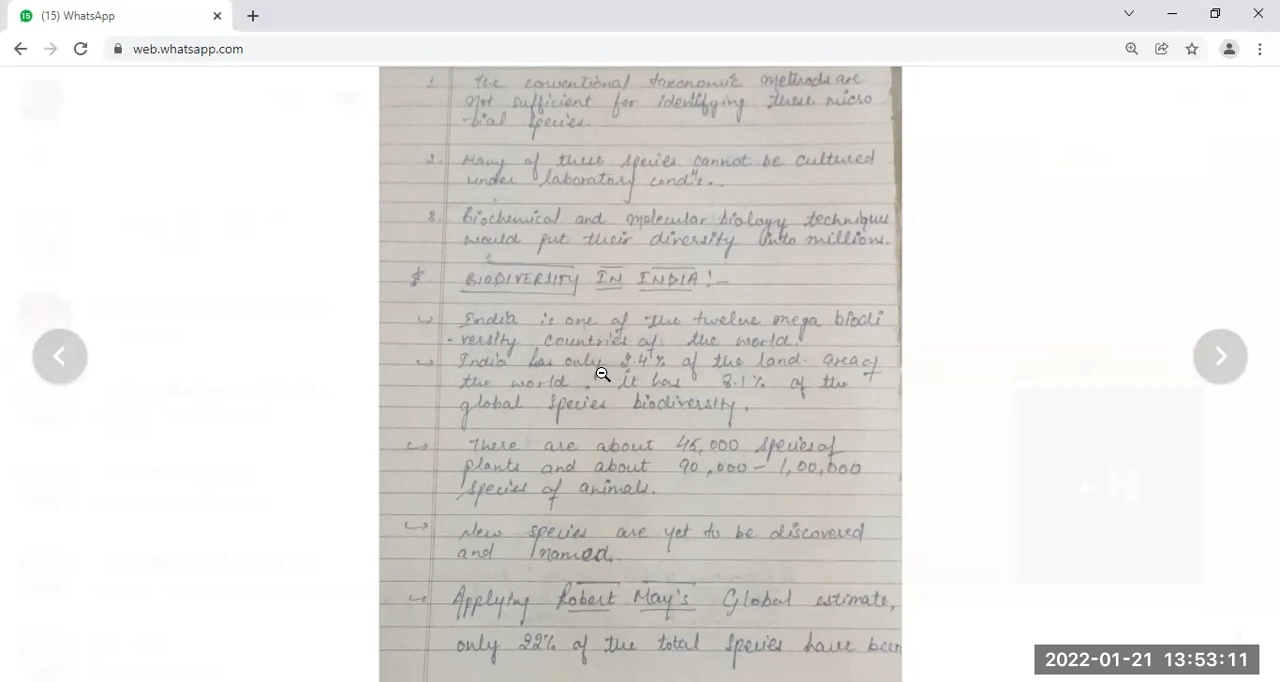 15 (15) WhatsApp
web.whatsapp.com
1. The conventional taxonomic methods are
not sufficient for identifying these micro
-bial species.
2. Many of these species cannot be cultured
under laboratory condns..
3. Biochemical and molecular biology techniques
would put their diversity into millions.
BIODIVERSITY IN INDIA!-
India is one of the twelve mega biodi
-versity countries of the world.
India has only 2.4% of the land area of
the world. it has 8.1% of the
global species biodiversity.
There are about 45,000 species of
plants and about 90,000 - 1,00,000
species of animals.
New species are yet to be discovered
and named.
Applying Robert May's Global estimate,
only 22% of the total species have been
2022-01-21 13:53:11